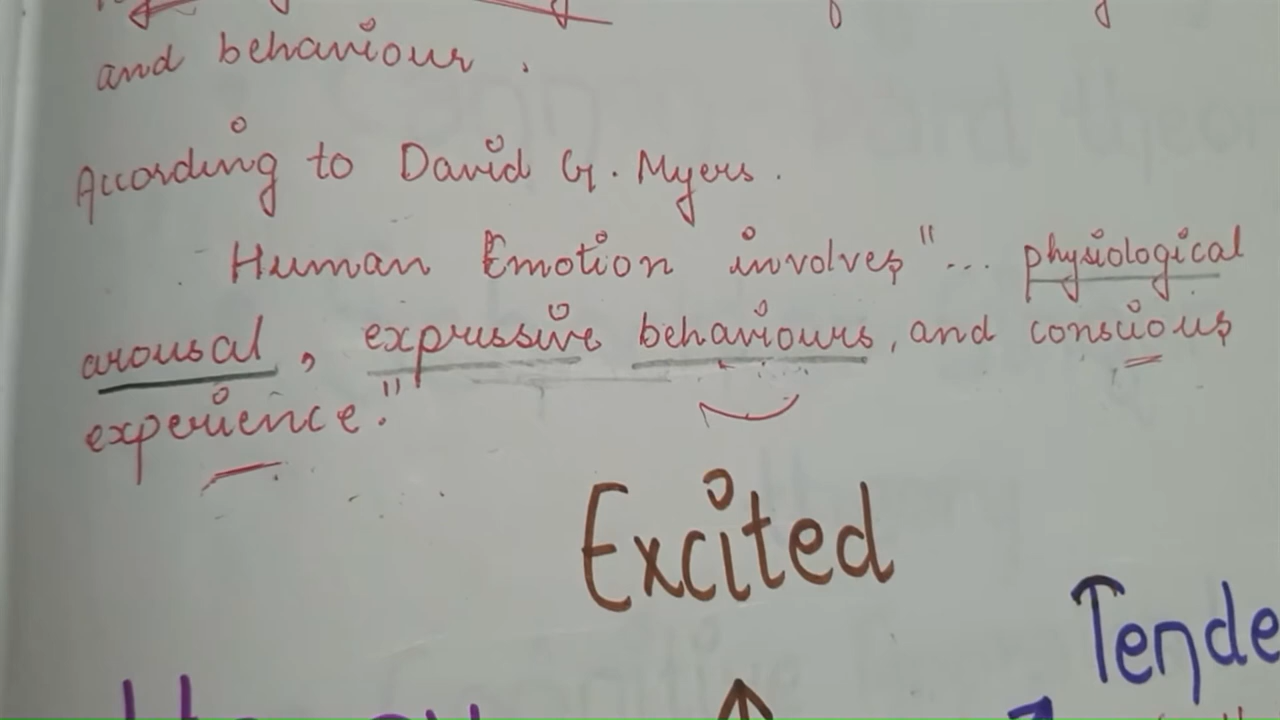 and behaviour .
According to David G. Myers.
Human Emotion involves "... physiological
arousal, expressive behaviours, and conscious
experience."
Excited
Tende